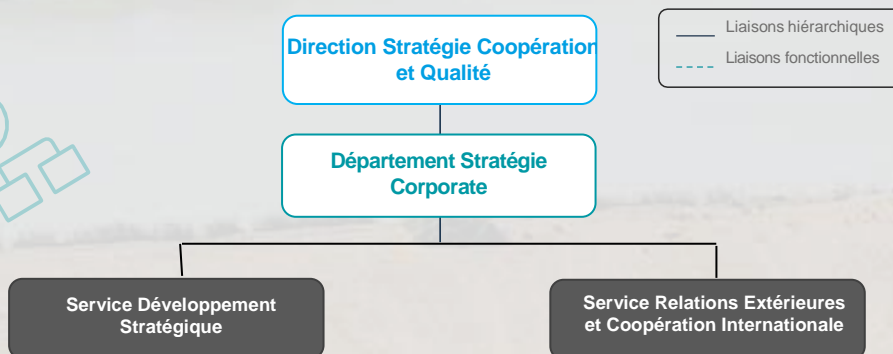 Direction Stratégie Coopération
et Qualité
Liaisons hiérarchiques
Liaisons fonctionnelles
Département Stratégie
Corporate
Service Développement
Stratégique
Service Relations Extérieures
et Coopération Internationale